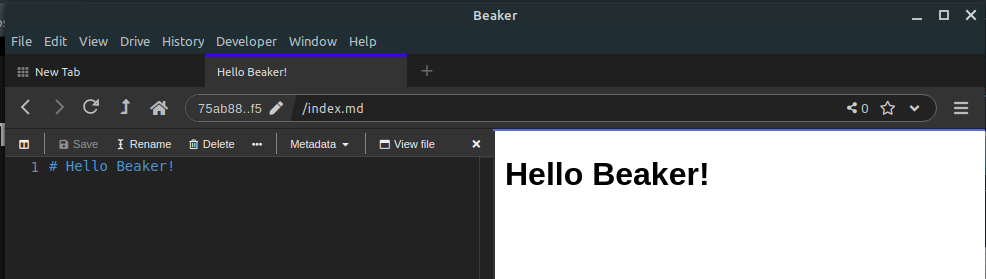 Beaker
File Edit View Drive History Developer Window Help
New Tab Hello Beaker! +
75ab88..f5 /index.md 0
Save Rename Delete ••• Metadata View file
1 # Hello Beaker!
Hello Beaker!